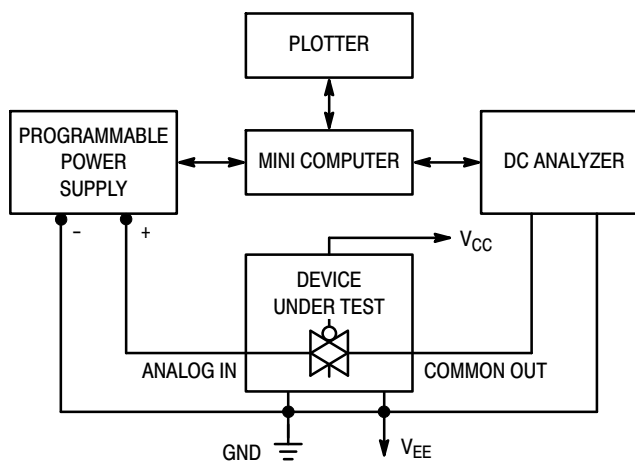 PLOTTER
PROGRAMMABLE
POWER
SUPPLY
MINI COMPUTER
DC ANALYZER
− +
VCC
DEVICE
UNDER TEST
ANALOG IN
COMMON OUT
GND
VEE